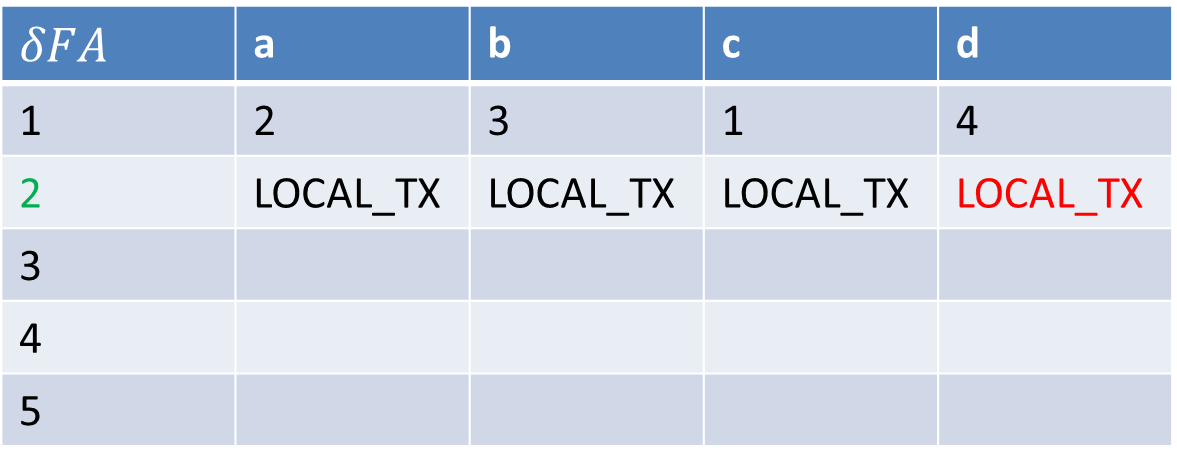 δFA a b c d
1 2 3 1 4
2 LOCAL_TX LOCAL_TX LOCAL_TX LOCAL_TX
3
4
5